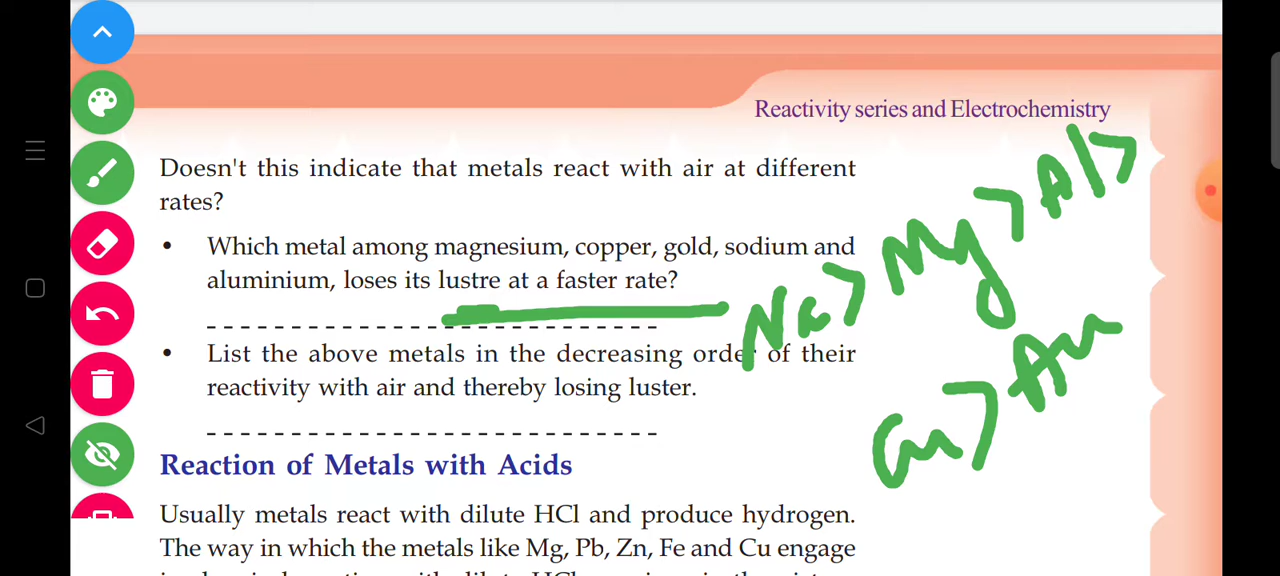 Reactivity series and Electrochemistry
Doesn't this indicate that metals react with air at different
rates?
• Which metal among magnesium, copper, gold, sodium and
aluminium, loses its lustre at a faster rate?
• List the above metals in the decreasing order of their
reactivity with air and thereby losing luster.
Na > Mg > Al >
Cu > Au
Reaction of Metals with Acids
Usually metals react with dilute HCl and produce hydrogen.
The way in which the metals like Mg, Pb, Zn, Fe and Cu engage